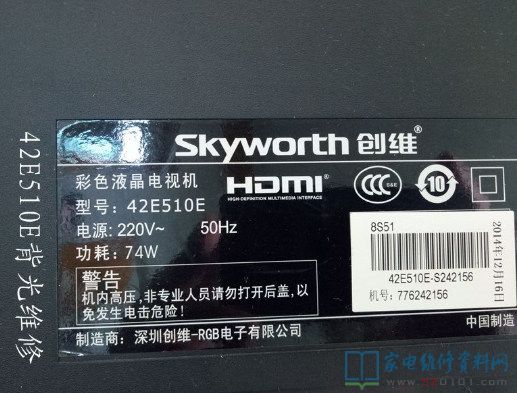 42E510E背光维修
Skyworth 创维®
彩色液晶电视机
HDMI
HIGH-DEFINITION MULTIMEDIA INTERFACE
CCC S&E
10
型号: 42E510E
电源: 220V~ 50Hz
功耗: 74W
8S51
42E510E-S242156
机号: 776242156
2014年12月16日
警告
机内高压,非专业人员请勿打开后盖,以
免发生电击危险!
制造商: 深圳创维-RGB电子有限公司
中国制造
家电维修资料网